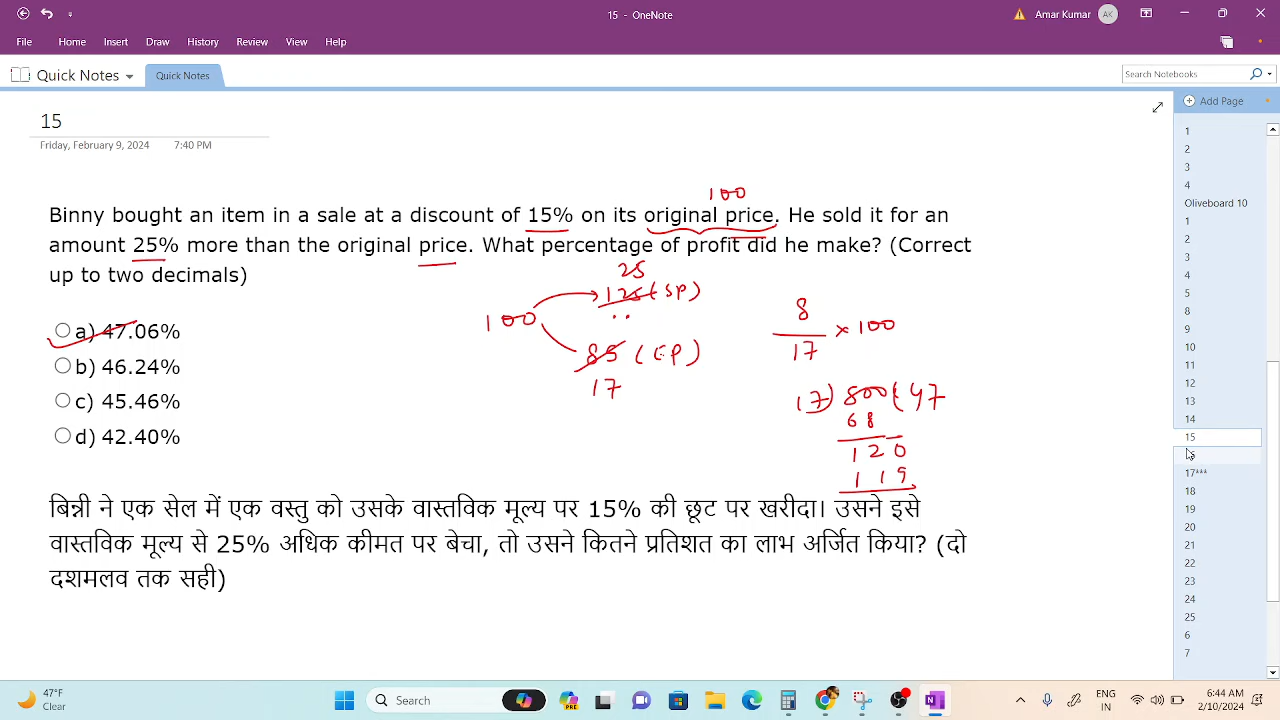 15 - OneNote
Amar Kumar AK
File Home Insert Draw History Review View Help
Quick Notes Quick Notes Search Notebooks
Add Page
15
Friday, February 9, 2024 7:40 PM
100
Binny bought an item in a sale at a discount of 15% on its original price. He sold it for an
amount 25% more than the original price. What percentage of profit did he make? (Correct
up to two decimals)
25
125 (SP)
100
85 (CP)
17
8
17 × 100
17) 800 ( 47
68
120
119
a) 47.06%
b) 46.24%
c) 45.46%
d) 42.40%
बिन्नी ने एक सेल में एक वस्तु को उसके वास्तविक मूल्य पर 15% की छूट पर खरीदा। उसने इसे
वास्तविक मूल्य से 25% अधिक कीमत पर बेचा, तो उसने कितने प्रतिशत का लाभ अर्जित किया? (दो
दशमलव तक सही)
1
2
3
4
Oliveboard 10
1
2
3
4
5
8
9
10
11
12
13
14
15
17***
18
19
20
21
22
23
24
25
6
7
47°F
Clear
Search
PRE
ENG
IN
6:44 AM
2/10/2024